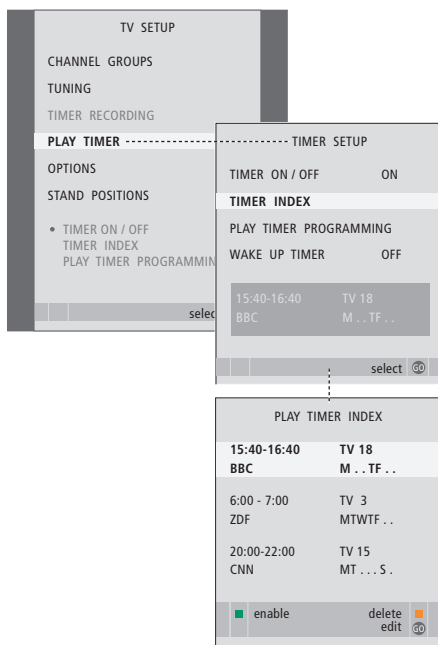 TV SETUP
CHANNEL GROUPS
TUNING
TIMER RECORDING
PLAY TIMER
OPTIONS
STAND POSITIONS
• TIMER ON / OFF
TIMER INDEX
PLAY TIMER PROGRAMMIN
selec
TIMER SETUP
TIMER ON / OFF ON
TIMER INDEX
PLAY TIMER PROGRAMMING
WAKE UP TIMER OFF
15:40-16:40 TV 18
BBC M . . TF . .
select GO
PLAY TIMER INDEX
15:40-16:40 TV 18
BBC M . . TF . .
6:00 - 7:00 TV 3
ZDF MTWTF . .
20:00-22:00 TV 15
CNN MT . . . S .
enable delete
edit GO